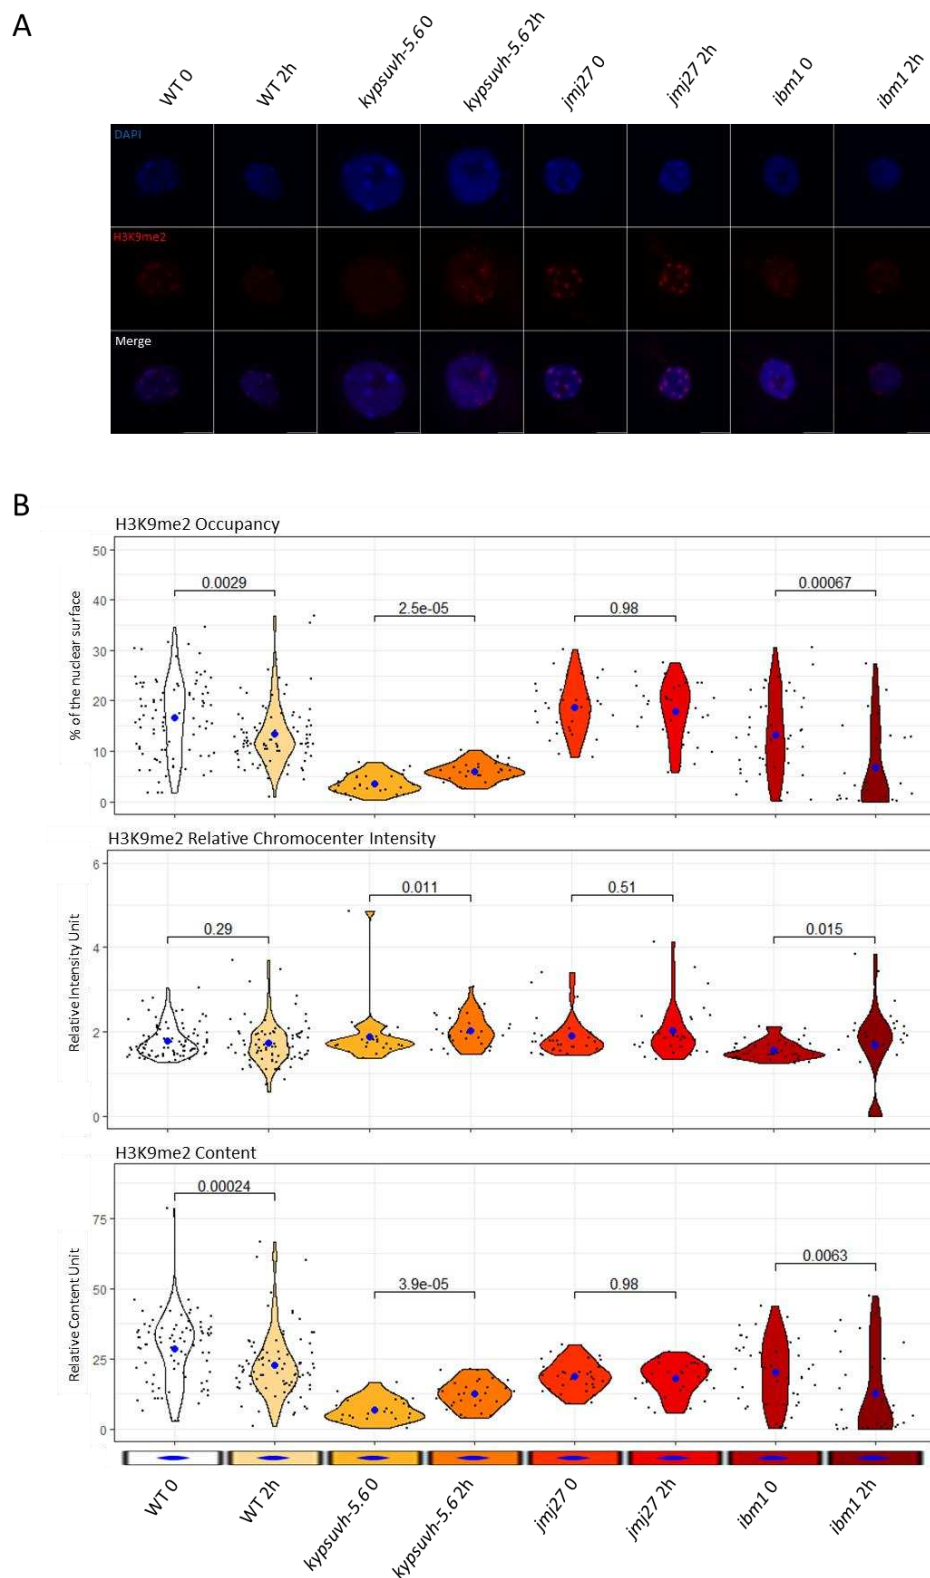 A
WT 0
WT 2h
kypsuvh-5.6 0
kypsuvh-5.6 2h
jmj27 0
jmj27 2h
ibm1 0
ibm1 2h
DAPI
H3K9me2
Merge
B
H3K9me2 Occupancy
% of the nuclear surface
50
40
30
20
10
0
0.0029
2.5e-05
0.98
0.00067
H3K9me2 Relative Chromocenter Intensity
Relative Intensity Unit
6
4
2
0
0.29
0.011
0.51
0.015
H3K9me2 Content
Relative Content Unit
75
50
25
0
0.00024
3.9e-05
0.98
0.0063
WT 0
WT 2h
kypsuvh-5.6 0
kypsuvh-5.6 2h
jmj27 0
jmj27 2h
ibm1 0
ibm1 2h